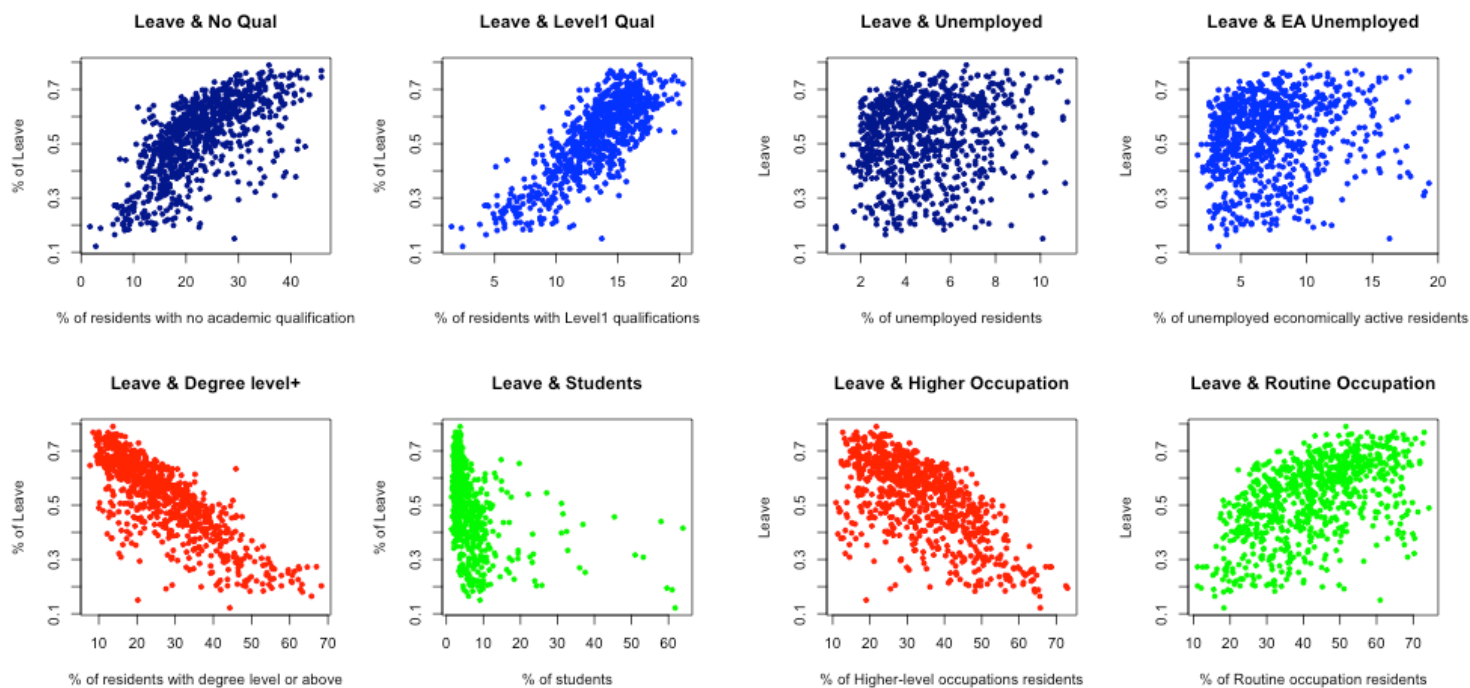 Leave & No Qual
% of Leave
0.1 0.3 0.5 0.7
0 10 20 30 40
% of residents with no academic qualification
Leave & Level1 Qual
% of Leave
0.1 0.3 0.5 0.7
5 10 15 20
% of residents with Level1 qualifications
Leave & Unemployed
Leave
0.1 0.3 0.5 0.7
2 4 6 8 10
% of unemployed residents
Leave & EA Unemployed
Leave
0.1 0.3 0.5 0.7
5 10 15 20
% of unemployed economically active residents
Leave & Degree level+
% of Leave
0.1 0.3 0.5 0.7
10 20 30 40 50 60 70
% of residents with degree level or above
Leave & Students
% of Leave
0.1 0.3 0.5 0.7
0 10 20 30 40 50 60
% of students
Leave & Higher Occupation
Leave
0.1 0.3 0.5 0.7
10 20 30 40 50 60 70
% of Higher-level occupations residents
Leave & Routine Occupation
Leave
0.1 0.3 0.5 0.7
10 20 30 40 50 60 70
% of Routine occupation residents